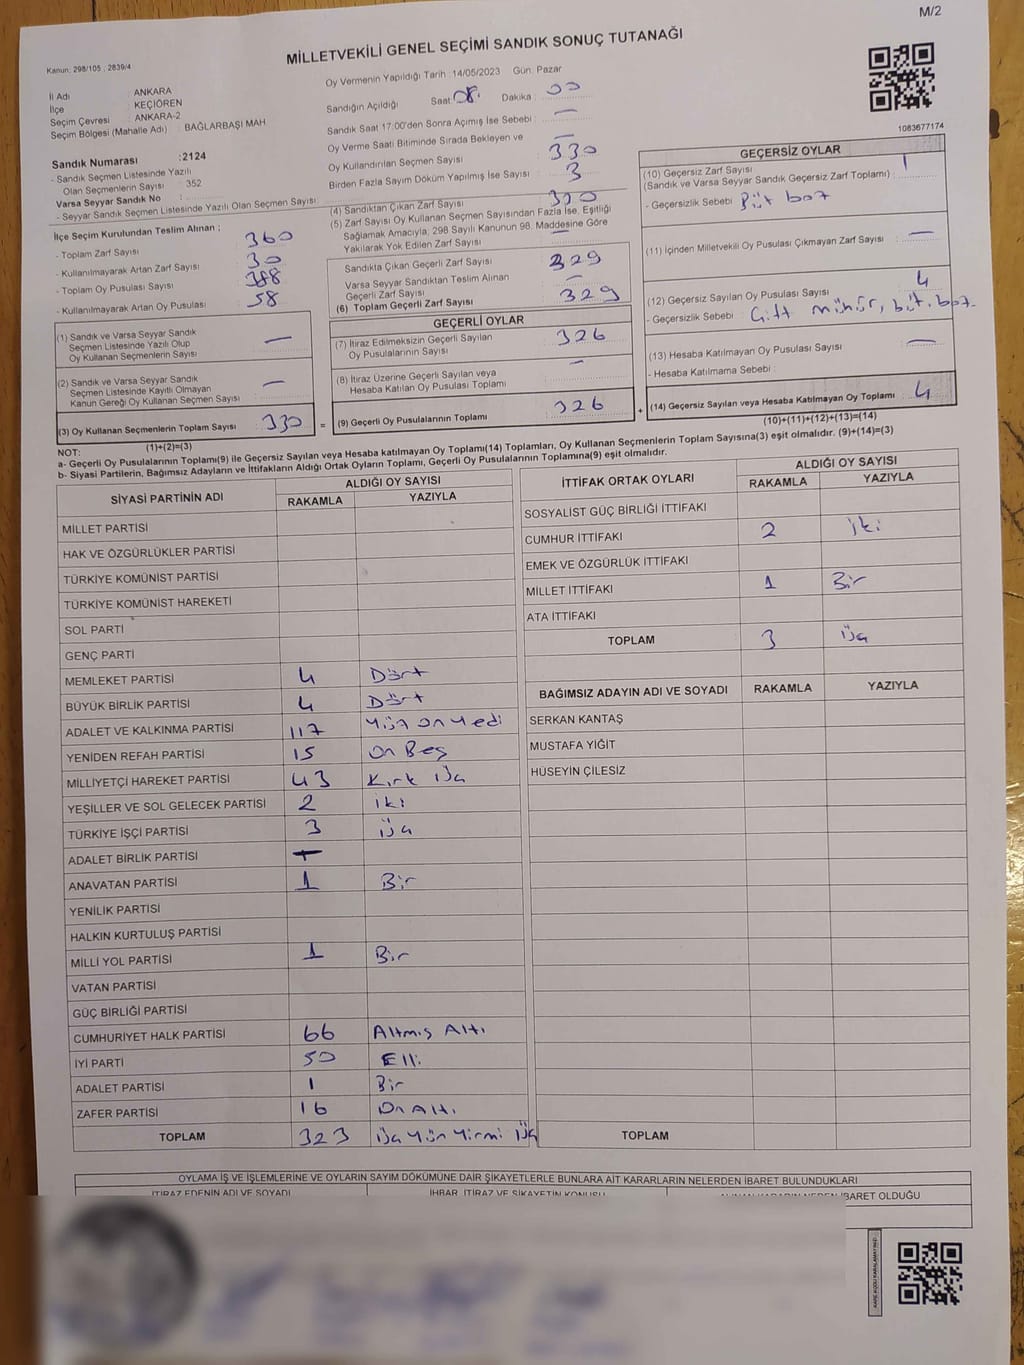 M/2
Kanun: 298/105 , 2839/4
MİLLETVEKİLİ GENEL SEÇİMİ SANDIK SONUÇ TUTANAĞI
İl Adı : ANKARA
İlçe : KEÇİÖREN
Seçim Çevresi : ANKARA-2
Seçim Bölgesi (Mahalle Adı) : BAĞLARBAŞI MAH
Sandık Numarası :2124
- Sandık Seçmen Listesinde Yazılı
Olan Seçmenlerin Sayısı : 352
Varsa Seyyar Sandık No :
- Seyyar Sandık Seçmen Listesinde Yazılı Olan Seçmen Sayısı
Oy Vermenin Yapıldığı Tarih :14/05/2023 Gün: Pazar
Sandığın Açıldığı Saat: 08. Dakika : 00
Sandık Saat 17:00'den Sonra Açımış İse Sebebi : —
Oy Verme Saati Bitiminde Sırada Bekleyen ve
Oy Kullandırılan Seçmen Sayısı : 330
Birden Fazla Sayım Döküm Yapılmış İse Sayısı : 3
İlçe Seçim Kurulundan Teslim Alınan ;
- Toplam Zarf Sayısı : 360
- Kullanılmayarak Artan Zarf Sayısı : 30
- Toplam Oy Pusulası Sayısı : 388
- Kullanılmayarak Artan Oy Pusulası : 58
(1) Sandık ve Varsa Seyyar Sandık
Seçmen Listesinde Yazılı Olup
Oy Kullanan Seçmenlerin Sayısı : —
(2) Sandık ve Varsa Seyyar Sandık
Seçmen Listesinde Kayıtlı Olmayan
Kanun Gereği Oy Kullanan Seçmen Sayısı : —
(3) Oy Kullanan Seçmenlerin Toplam Sayısı : 330
(1)+(2)=(3)
(4) Sandıktan Çıkan Zarf Sayısı : 330
(5) Zarf Sayısı Oy Kullanan Seçmen Sayısından Fazla İse, Eşitliği
Sağlamak Amacıyla; 298 Sayılı Kanunun 98. Maddesine Göre
Yakılarak Yok Edilen Zarf Sayısı : —
Sandıkta Çıkan Geçerli Zarf Sayısı : 329
Varsa Seyyar Sandıktan Teslim Alınan
Geçerli Zarf Sayısı : —
(6) Toplam Geçerli Zarf Sayısı : 329
GEÇERLİ OYLAR
(7) İtiraz Edilmeksizin Geçerli Sayılan
Oy Pusulalarının Sayısı : 326
(8) İtiraz Üzerine Geçerli Sayılan veya
Hesaba Katılan Oy Pusulası Toplamı : —
(9) Geçerli Oy Pusulalarının Toplamı : 326
1083677174
GEÇERSİZ OYLAR
(10) Geçersiz Zarf Sayısı : 1
(Sandık ve Varsa Seyyar Sandık Geçersiz Zarf Toplamı)
- Geçersizlik Sebebi :
(11) İçinden Milletvekili Oy Pusulası Çıkmayan Zarf Sayısı : —
(12) Geçersiz Sayılan Oy Pusulası Sayısı : 4
- Geçersizlik Sebebi : Çift mühür,
(13) Hesaba Katılmayan Oy Pusulası Sayısı : —
- Hesaba Katılmama Sebebi :
(14) Geçersiz Sayılan veya Hesaba Katılmayan Oy Toplamı : 4
(10)+(11)+(12)+(13)=(14)
NOT:
a- Geçerli Oy Pusulalarının Toplamı(9) ile Geçersiz Sayılan veya Hesaba katılmayan Oy Toplamı(14) Toplamları, Oy Kullanan Seçmenlerin Toplam Sayısına(3) eşit olmalıdır. (9)+(14)=(3)
b- Siyasi Partilerin, Bağımsız Adayların ve İttifakların Aldığı Ortak Oyların Toplamı, Geçerli Oy Pusulalarının Toplamına(9) eşit olmalıdır.
SİYASİ PARTİNİN ADI ALDIĞI OY SAYISI
RAKAMLA YAZIYLA
MİLLET PARTİSİ
HAK VE ÖZGÜRLÜKLER PARTİSİ
TÜRKİYE KOMÜNİST PARTİSİ
TÜRKİYE KOMÜNİST HAREKETİ
SOL PARTİ
GENÇ PARTİ
MEMLEKET PARTİSİ 4 Dört
BÜYÜK BİRLİK PARTİSİ 4 Dört
ADALET VE KALKINMA PARTİSİ 117 Yüz On Yedi
YENİDEN REFAH PARTİSİ 15 On Beş
MİLLİYETÇİ HAREKET PARTİSİ 43 Kırk Üç
YEŞİLLER VE SOL GELECEK PARTİSİ 2 iki
TÜRKİYE İŞÇİ PARTİSİ 3 Üç
ADALET BİRLİK PARTİSİ
ANAVATAN PARTİSİ 1 Bir
YENİLİK PARTİSİ
HALKIN KURTULUŞ PARTİSİ
MİLLİ YOL PARTİSİ 1 Bir
VATAN PARTİSİ
GÜÇ BİRLİĞİ PARTİSİ
CUMHURİYET HALK PARTİSİ 66 Altmış Altı
İYİ PARTİ 50 Elli
ADALET PARTİSİ 1 Bir
ZAFER PARTİSİ 16 On Altı
TOPLAM 323 Üç Yüz Yirmi Üç
İTTİFAK ORTAK OYLARI ALDIĞI OY SAYISI
RAKAMLA YAZIYLA
SOSYALİST GÜÇ BİRLİĞİ İTTİFAKI
CUMHUR İTTİFAKI 2 iki
EMEK VE ÖZGÜRLÜK İTTİFAKI
MİLLET İTTİFAKI 1 Bir
ATA İTTİFAKI
TOPLAM 3 Üç
BAĞIMSIZ ADAYIN ADI VE SOYADI RAKAMLA YAZIYLA
SERKAN KANTAŞ
MUSTAFA YİĞİT
HÜSEYİN ÇİLESİZ
TOPLAM
OYLAMA İŞ VE İŞLEMLERİNE VE OYLARIN SAYIM DÖKÜMÜNE DAİR ŞİKAYETLERLE BUNLARA AİT KARARLARIN NELERDEN İBARET BULUNDUKLARI
İTİRAZ EDENİN ADI VE SOYADI İHBAR, İTİRAZ VE ŞİKAYETİN KONUSU İBARET OLDUĞU